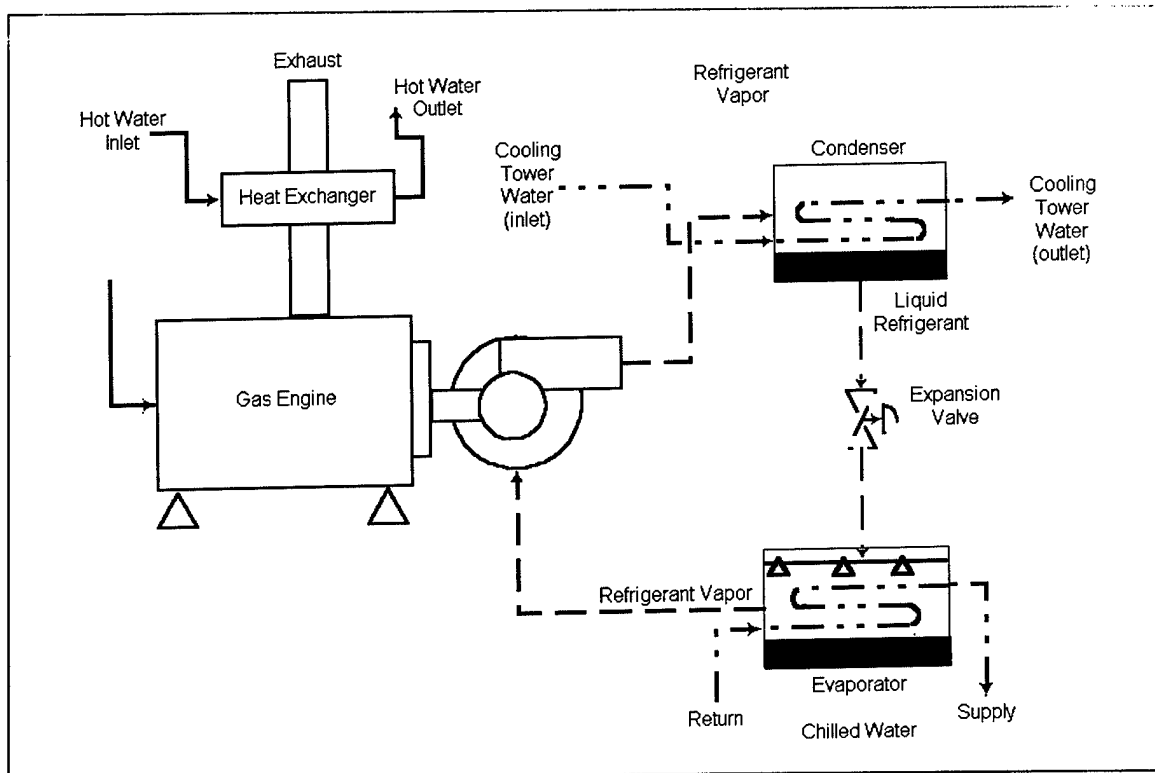 Exhaust
Refrigerant
Vapor
Hot Water
Outlet
Hot Water
Inlet
Cooling
Tower
Water
(inlet)
Condenser
Heat Exchanger
Cooling
Tower
Water
(outlet)
Liquid
Refrigerant
Gas Engine
Expansion
Valve
Refrigerant Vapor
Evaporator
Return
Supply
Chilled Water